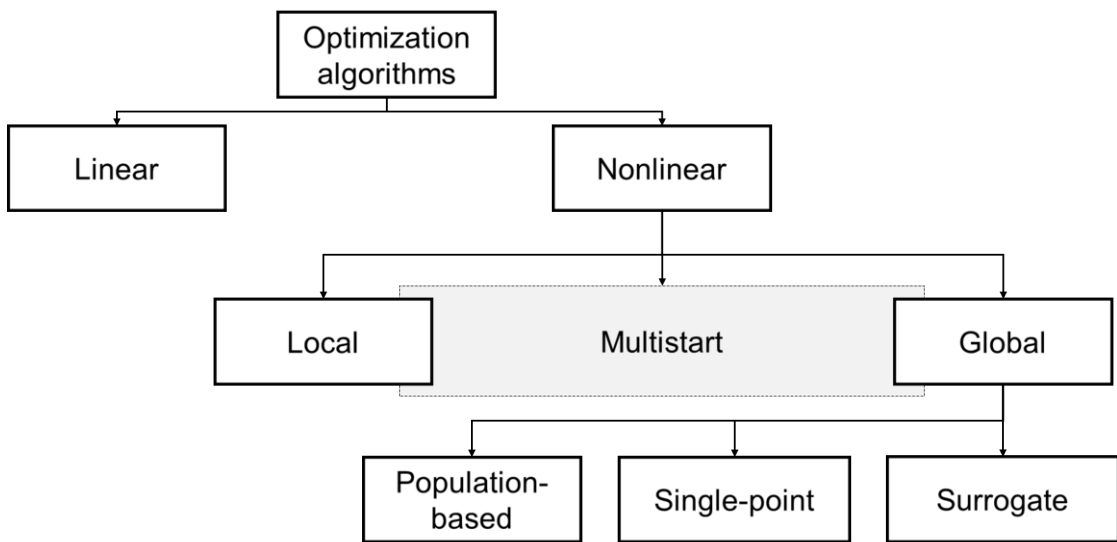 Optimization
algorithms
Linear
Nonlinear
Local
Multistart
Global
Population-
based
Single-point
Surrogate